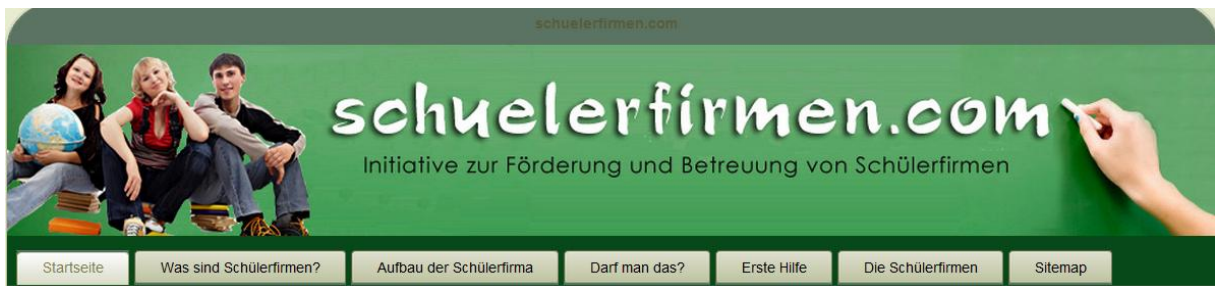 schuelerfirmen.com
schuelerfirmen.com
Initiative zur Förderung und Betreuung von Schülerfirmen
Startseite Was sind Schülerfirmen? Aufbau der Schülerfirma Darf man das? Erste Hilfe Die Schülerfirmen Sitemap